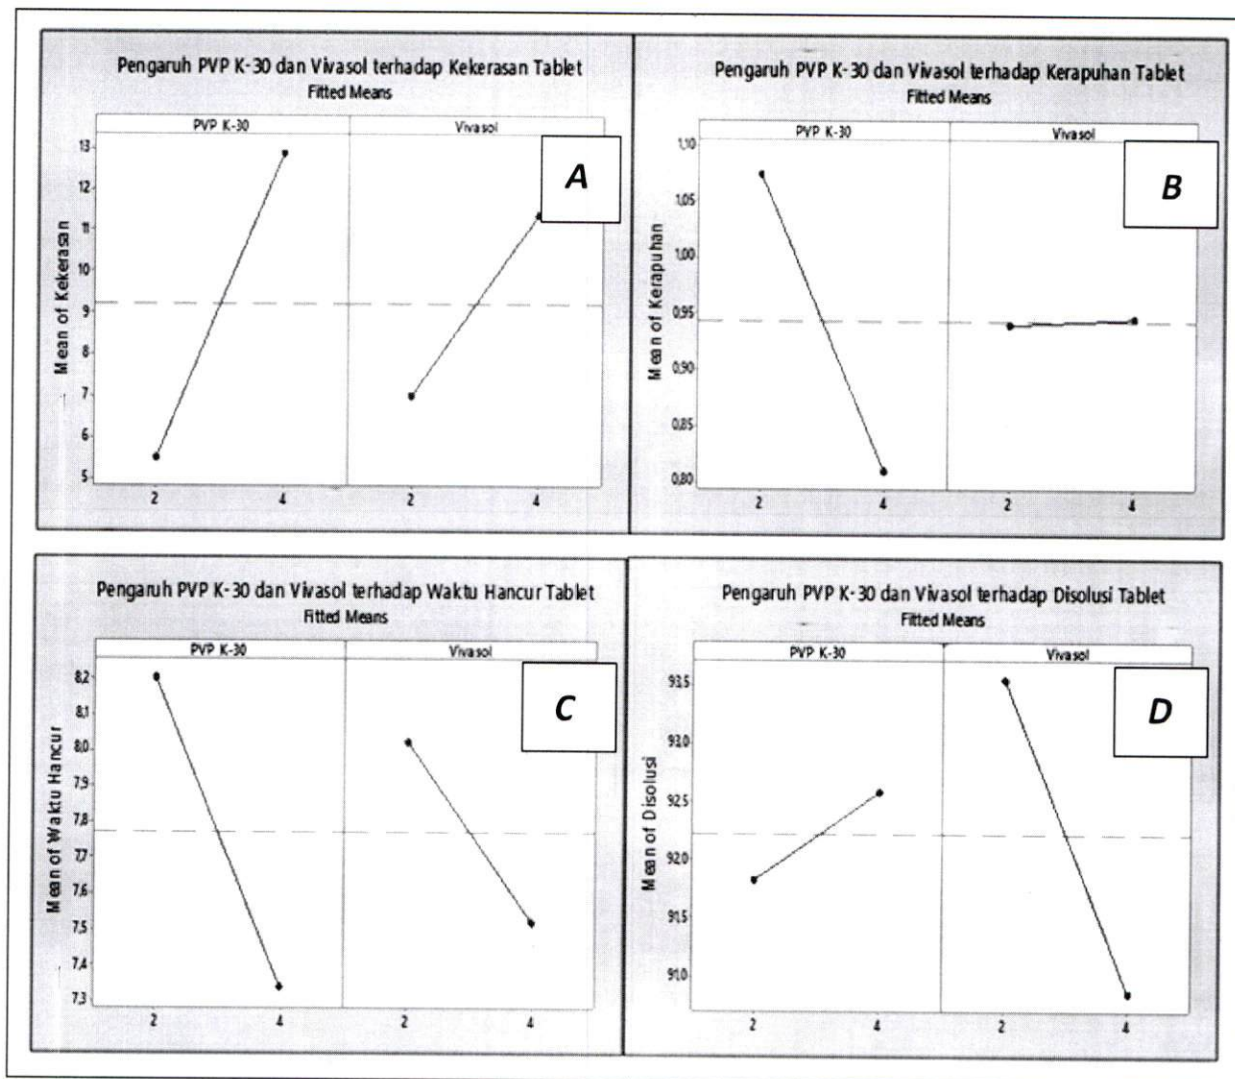 Pengaruh PVP K-30 dan Vivasol terhadap Kekerasan Tablet
Fitted Means
PVP K-30
Vivasol
A
Mean of Kekerasan
13
12
11
10
9
8
7
6
5
2
4
2
4
Pengaruh PVP K-30 dan Vivasol terhadap Kerapuhan Tablet
Fitted Means
PVP K-30
Vivasol
B
Mean of Kerapuhan
1,10
1,05
1,00
0,95
0,90
0,85
0,80
2
4
2
4
Pengaruh PVP K-30 dan Vivasol terhadap Waktu Hancur Tablet
Fitted Means
PVP K-30
Vivasol
C
Mean of Waktu Hancur
8,2
8,1
8,0
7,9
7,8
7,7
7,6
7,5
7,4
7,3
2
4
2
4
Pengaruh PVP K-30 dan Vivasol terhadap Disolusi Tablet
Fitted Means
PVP K-30
Vivasol
D
Mean of Disolusi
93,5
93,0
92,5
92,0
91,5
91,0
2
4
2
4